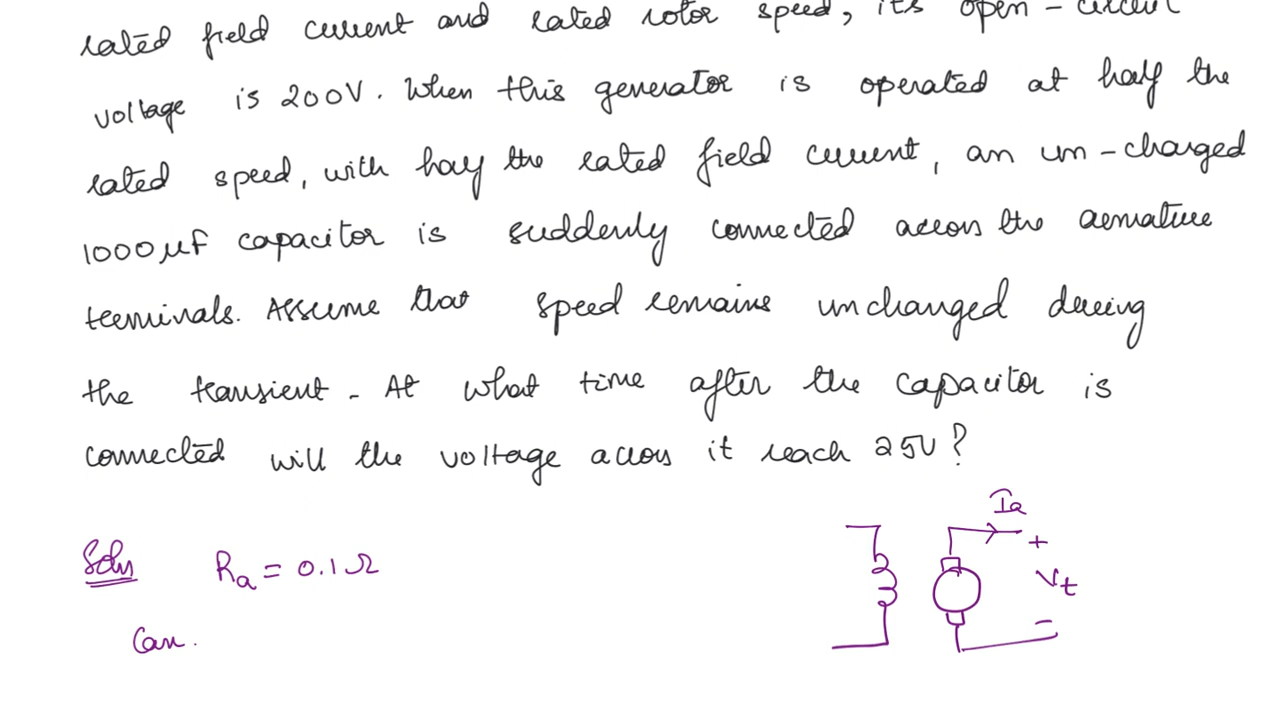 rated field current and rated rotor speed, its open-circuit
voltage is 200V. When this generator is operated at half the
rated speed, with half the rated field current, an un-charged
1000μf capacitor is suddenly connected across the armature
terminals. Assume that speed remains unchanged during
the transient. At what time after the capacitor is
connected will the voltage across it reach 25V?
Ia
+
Soln Ra = 0.1Ω
Vt
-
Case.